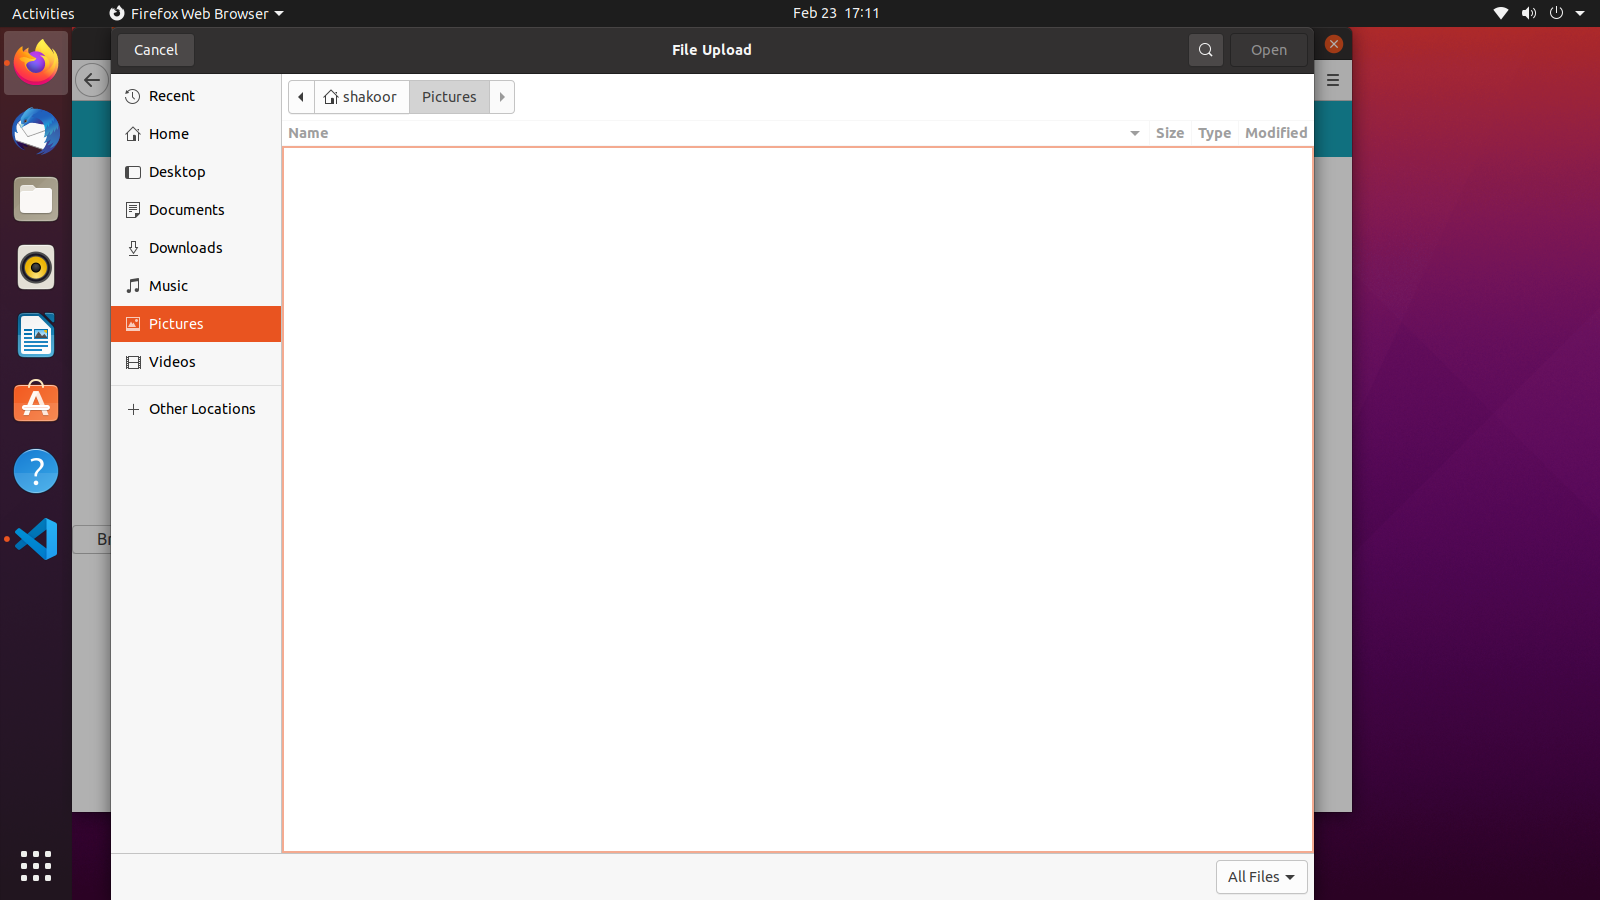 Activities
Firefox Web Browser
Feb 23 17:11
Cancel
File Upload
Open
Recent
Home
Desktop
Documents
Downloads
Music
Pictures
Videos
Other Locations
shakoor
Pictures
Name
Size
Type
Modified
Br
All Files